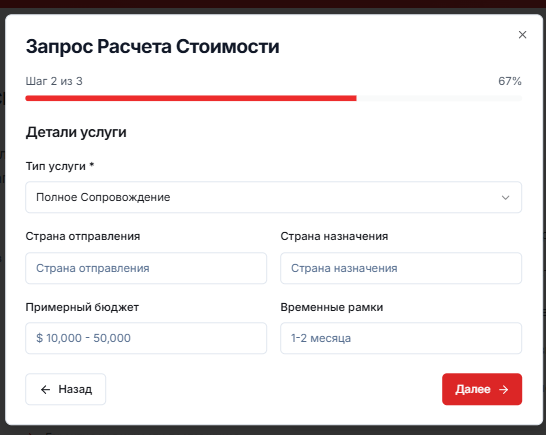 Запрос Расчета Стоимости
Шаг 2 из 3 67%
Детали услуги
Тип услуги *
Полное Сопровождение
Страна отправления Страна назначения
Страна отправления Страна назначения
Примерный бюджет Временные рамки
$ 10,000 - 50,000 1-2 месяца
Назад Далее